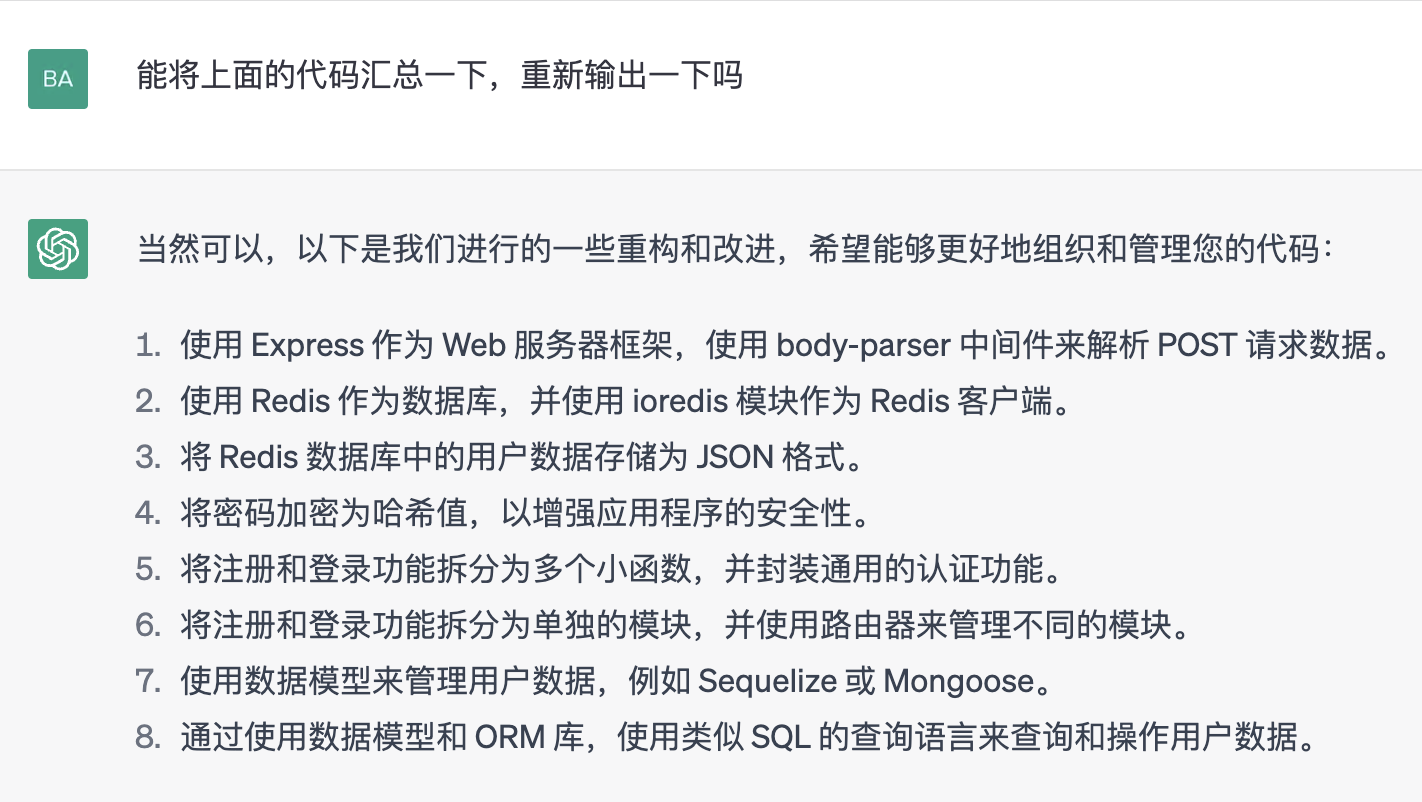 BA
能将上面的代码汇总一下，重新输出一下吗
当然可以，以下是我们进行的一些重构和改进，希望能够更好地组织和管理您的代码：
1. 使用 Express 作为 Web 服务器框架，使用 body-parser 中间件来解析 POST 请求数据。
2. 使用 Redis 作为数据库，并使用 ioredis 模块作为 Redis 客户端。
3. 将 Redis 数据库中的用户数据存储为 JSON 格式。
4. 将密码加密为哈希值，以增强应用程序的安全性。
5. 将注册和登录功能拆分为多个小函数，并封装通用的认证功能。
6. 将注册和登录功能拆分为单独的模块，并使用路由器来管理不同的模块。
7. 使用数据模型来管理用户数据，例如 Sequelize 或 Mongoose。
8. 通过使用数据模型和 ORM 库，使用类似 SQL 的查询语言来查询和操作用户数据。